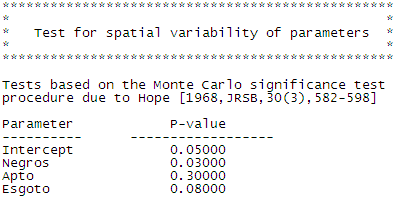 *************************************************
*                                               *
*   Test for spatial variability of parameters  *
*                                               *
*************************************************
Tests based on the Monte Carlo significance test
procedure due to Hope [1968,JRSB,30(3),582-598]
Parameter            P-value
----------       ------------------
Intercept            0.05000
Negros               0.03000
Apto                 0.30000
Esgoto               0.08000